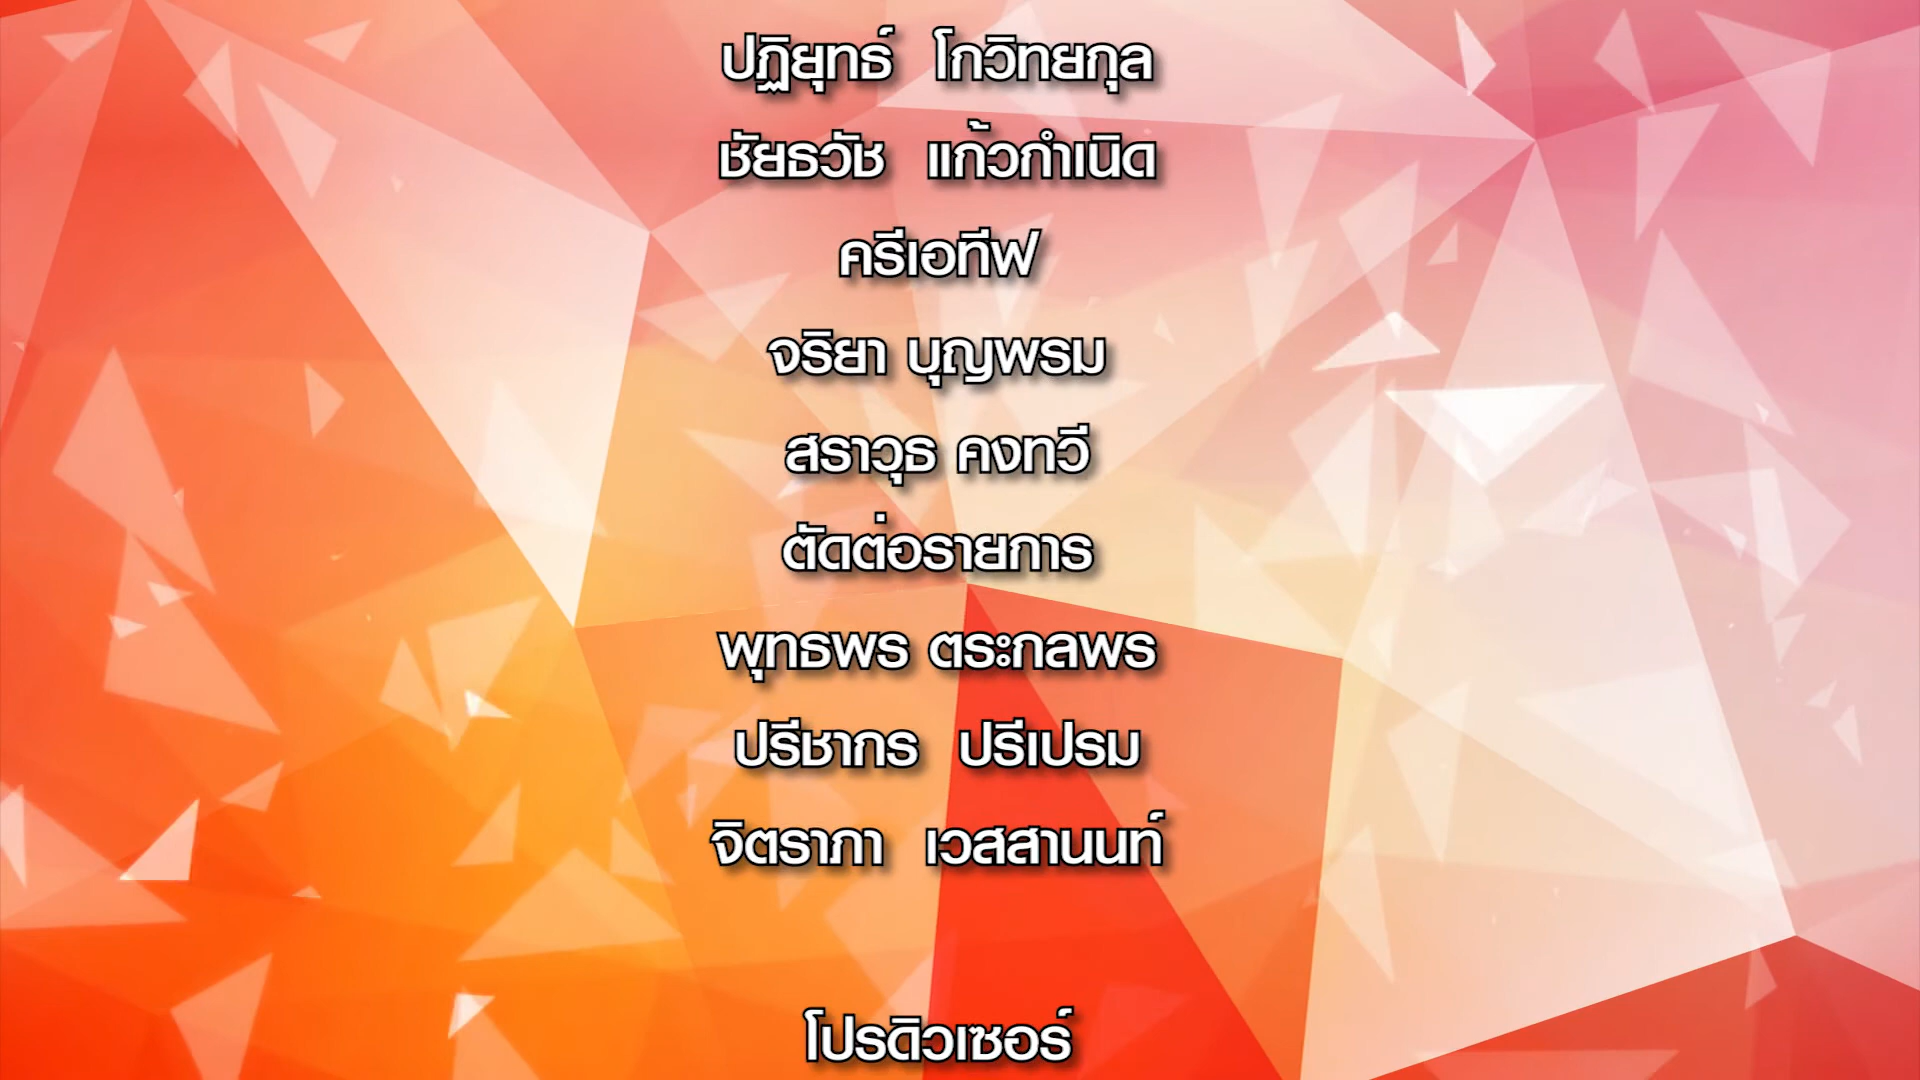 ปฏิยุทธ์ โกวิทยกุล
ชัยธวัช แก้วกำเนิด
ครีเอทีฟ
จริยา บุญพรม
สราวุธ คงทวี
ตัดต่อรายการ
พุทธพร ตระกลพร
ปรีชากร ปรีเปรม
จิตราภา เวสสานนท์
โปรดิวเซอร์